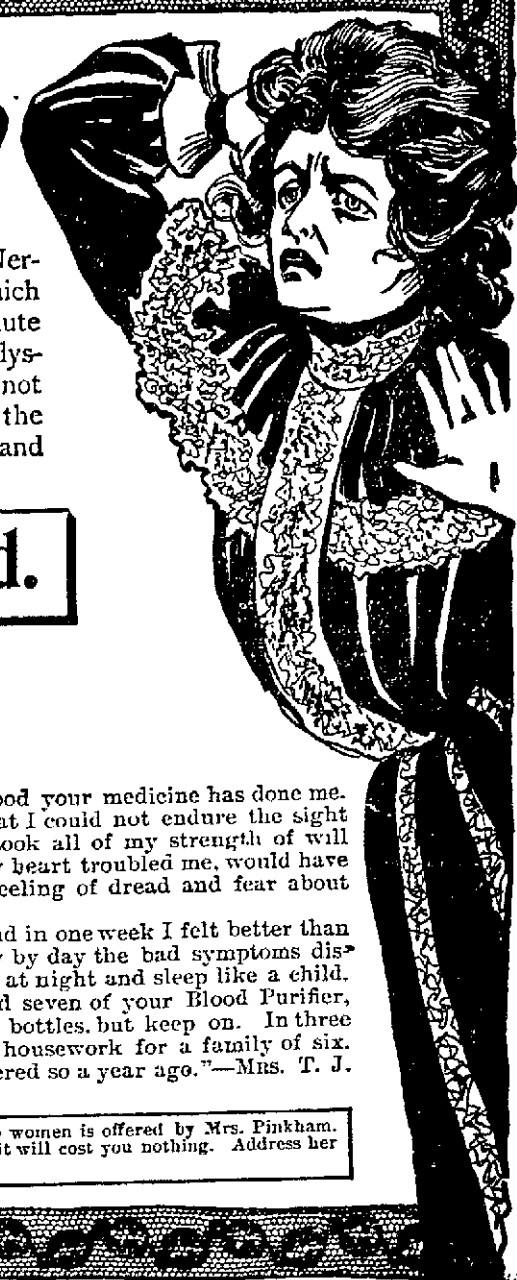 Ner-
ich
ute
dys-
not
the
and
d.
ood your medicine has done me.
at I could not endure the sight
ook all of my strength of will
y heart troubled me, would have
eeling of dread and fear about
nd in one week I felt better than
y by day the bad symptoms dis-
at night and sleep like a child.
d seven of your Blood Purifier,
bottles, but keep on. In three
housework for a family of six.
ered so a year ago."—MRS. T. J.
women is offered by Mrs. Pinkham.
it will cost you nothing. Address her